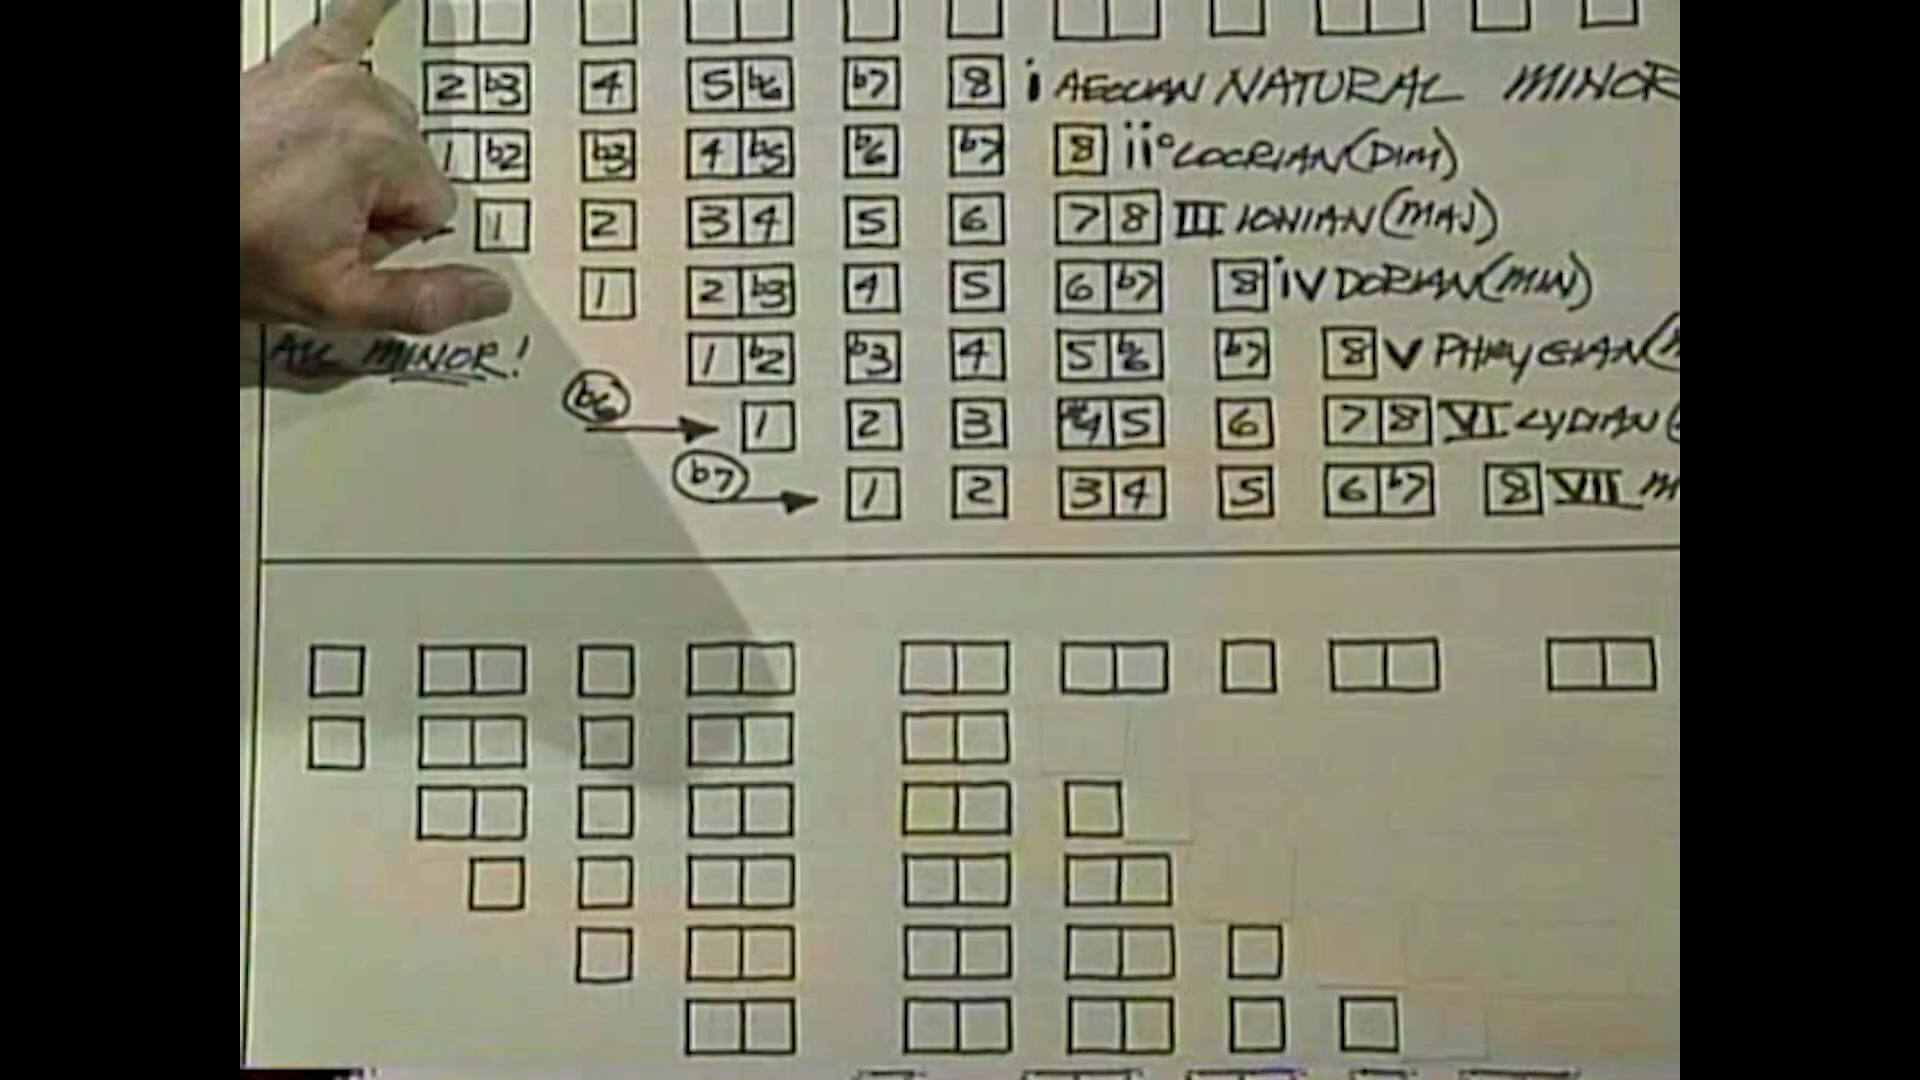 2 b3 4 5 b6 b7 8 i AEOLIAN NATURAL MINOR
1 b2 b3 4 b5 b6 b7 8 ii° LOCRIAN (DIM)
1 2 3 4 5 6 7 8 III IONIAN (MAJ)
1 2 b3 4 5 6 b7 8 iv DORIAN (MIN)
ALL MINOR! 1 b2 b3 4 5 b6 b7 8 v PHRYGIAN (
b6 1 2 3 #4 5 6 7 8 VI LYDIAN (
b7 1 2 3 4 5 6 b7 8 VII M